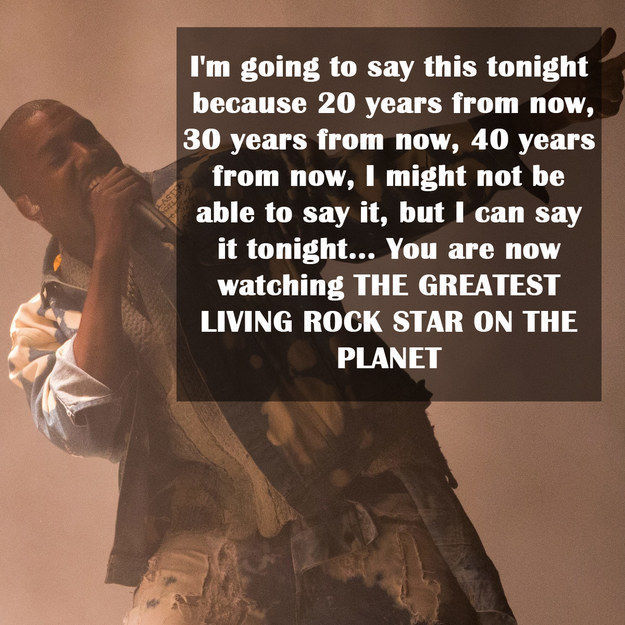 I'm going to say this tonight
because 20 years from now,
30 years from now, 40 years
from now, I might not be
able to say it, but I can say
it tonight... You are now
watching THE GREATEST
LIVING ROCK STAR ON THE
PLANET